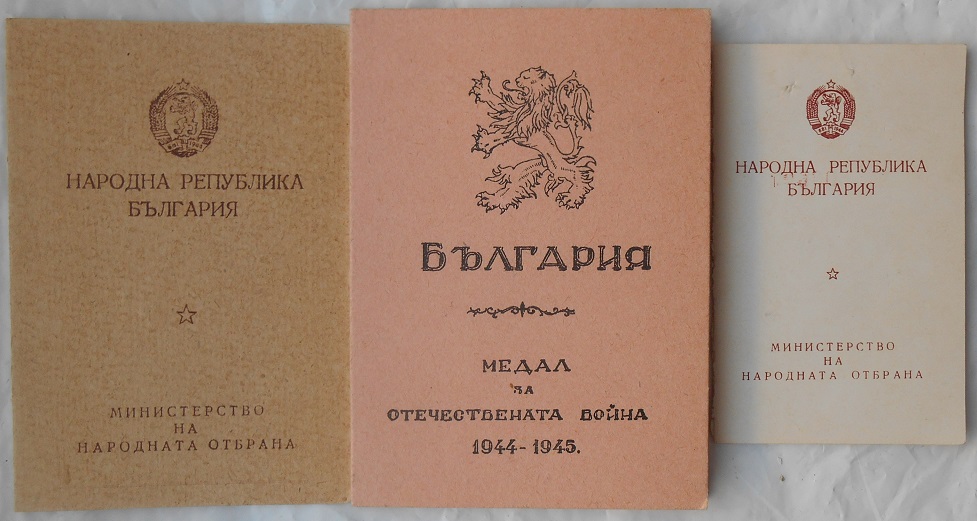 НАРОДНА РЕПУБЛИКА
БЪЛГАРИЯ
МИНИСТЕРСТВО
НА
НАРОДНАТА ОТБРАНА
БЪЛГАРИЯ
МЕДАЛ
ЗА
ОТЕЧЕСТВЕНАТА ВОЙНА
1944-1945.
НАРОДНА РЕПУБЛИКА
БЪЛГАРИЯ
МИНИСТЕРСТВО
НА
НАРОДНАТА ОТБРАНА